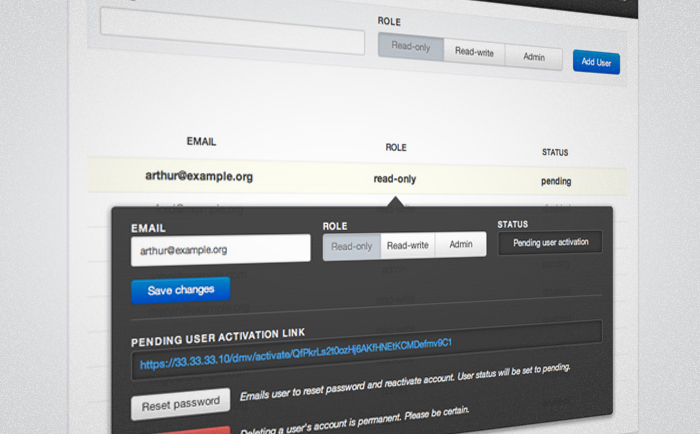 ROLE
Read-only Read-write Admin Add User
EMAIL ROLE STATUS
arthur@example.org read-only pending
EMAIL ROLE STATUS
arthur@example.org Read-only Read-write Admin Pending user activation
Save changes
PENDING USER ACTIVATION LINK
https://33.33.33.10/dmv/activate/QfPkrLs2t0ozHj6AKfHNEtKCMDefmv9C1
Reset password Emails user to reset password and reactivate account. User status will be set to pending.
Deleting a user's account is permanent. Please be certain.